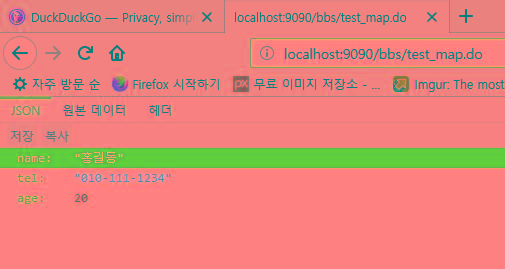 DuckDuckGo — Privacy, simp
localhost:9090/bbs/test_map.do
localhost:9090/bbs/test_map.do
자주 방문 순 Firefox 시작하기 무료 이미지 저장소 - ... Imgur: The most
JSON 원본 데이터 헤더
저장 복사
name: "홍길동"
tel: "010-111-1234"
age: 20